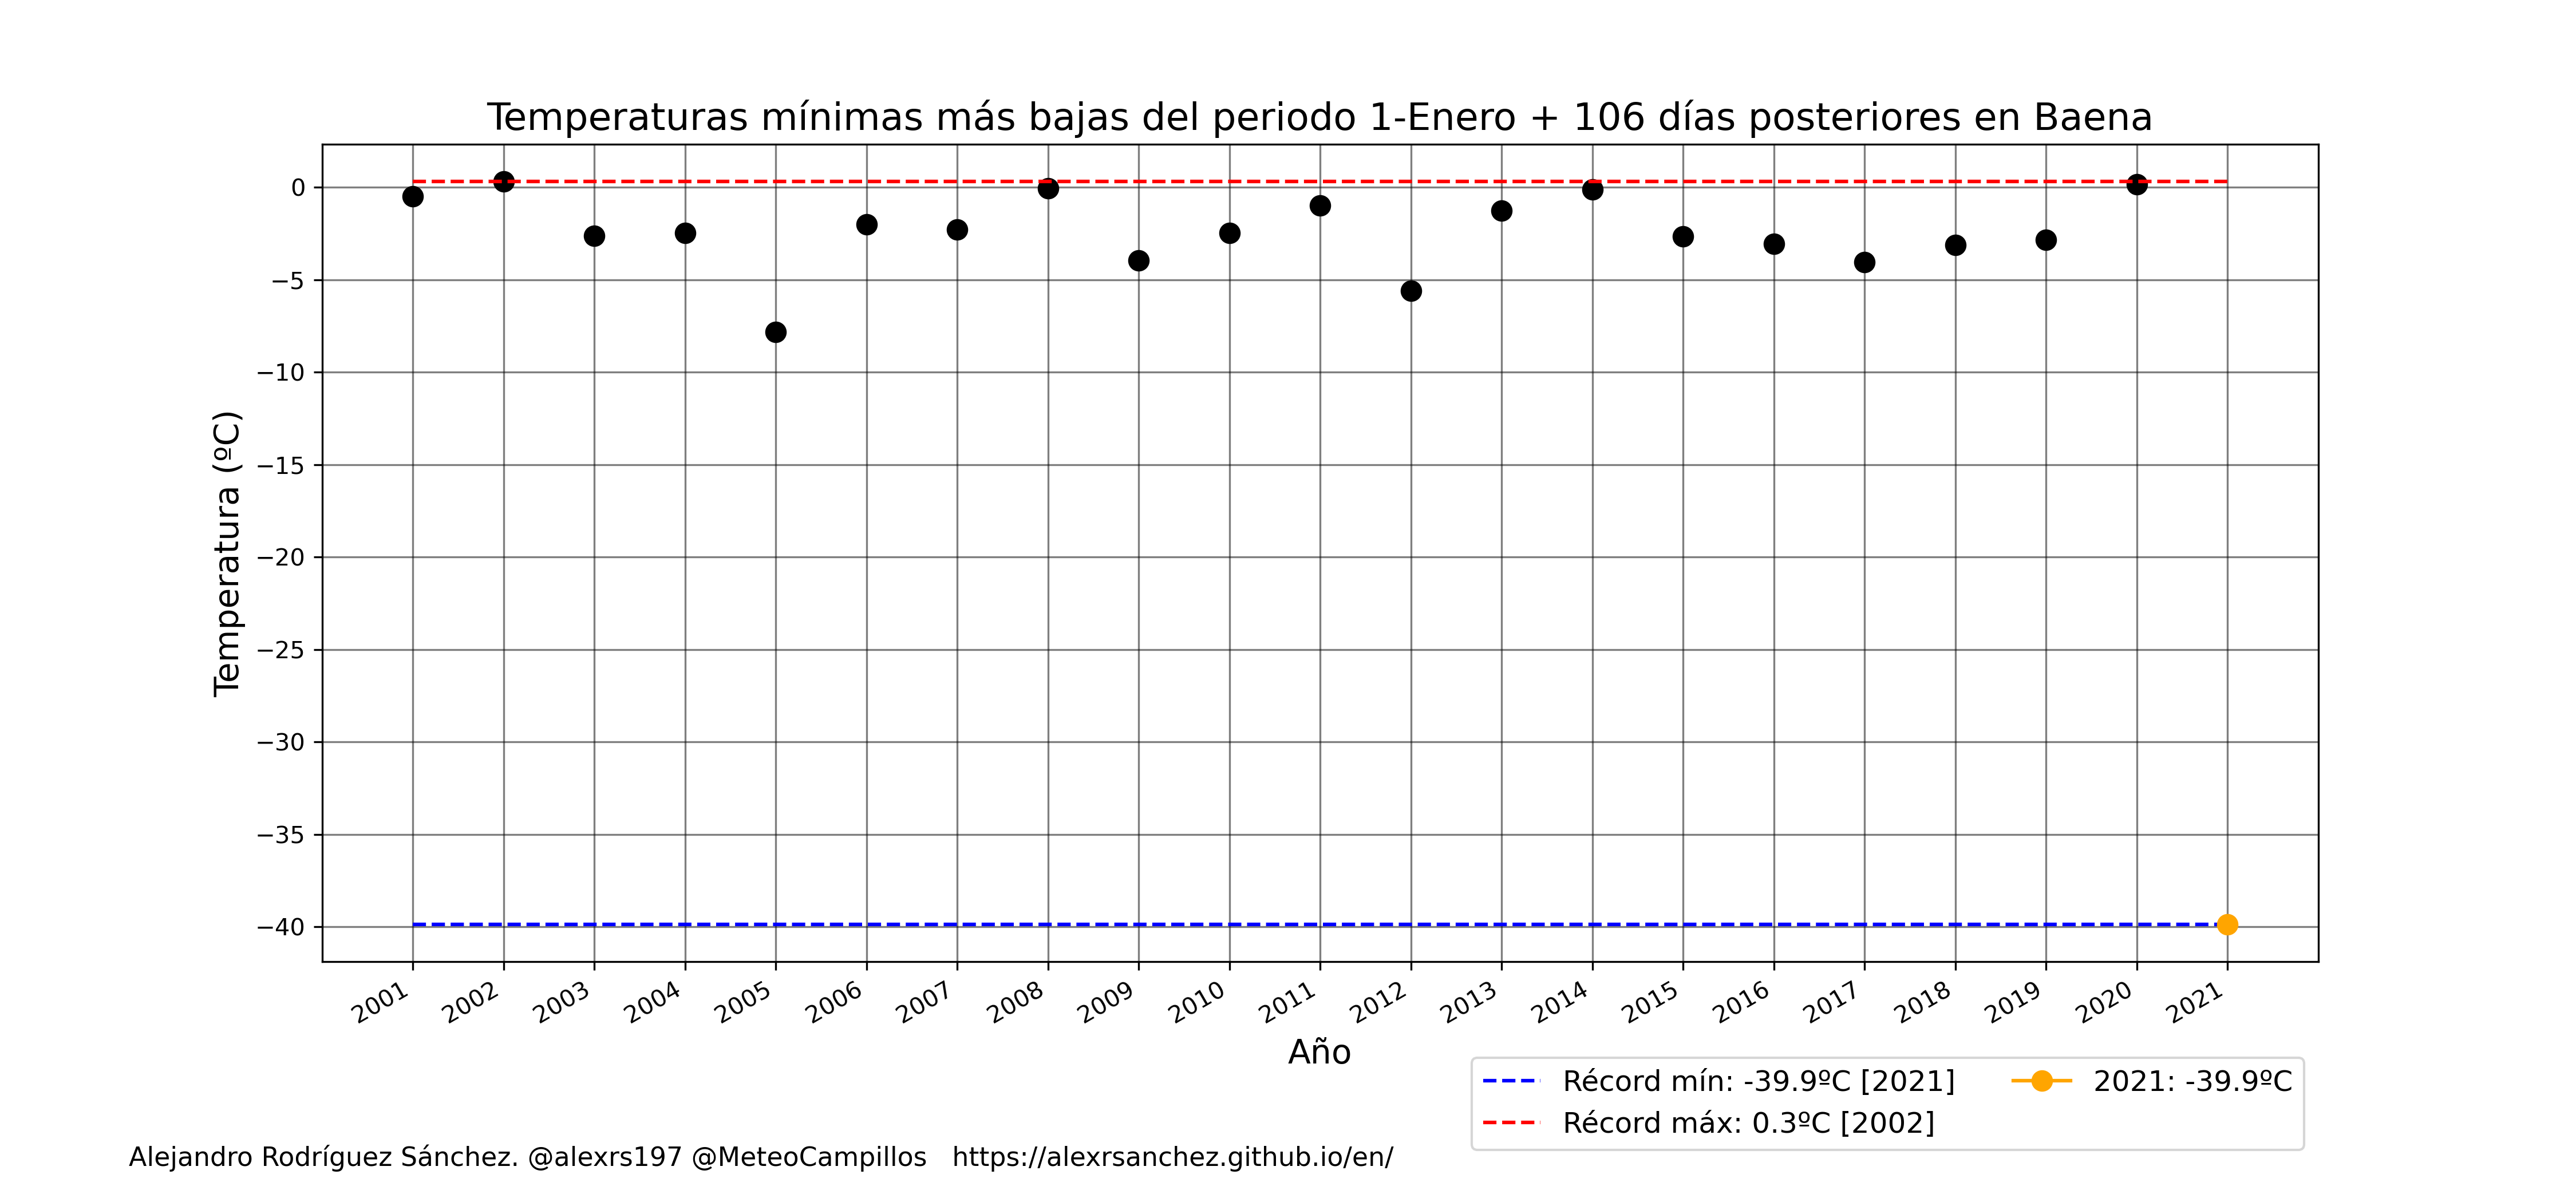 Temperaturas mínimas más bajas del periodo 1-Enero + 106 días posteriores en Baena
Temperatura (ºC)
0
−5
−10
−15
−20
−25
−30
−35
−40
2001 2002 2003 2004 2005 2006 2007 2008 2009 2010 2011 2012 2013 2014 2015 2016 2017 2018 2019 2020 2021
Año
Récord mín: -39.9ºC [2021]
Récord máx: 0.3ºC [2002]
2021: -39.9ºC
Alejandro Rodríguez Sánchez. @alexrs197 @MeteoCampillos https://alexrsanchez.github.io/en/